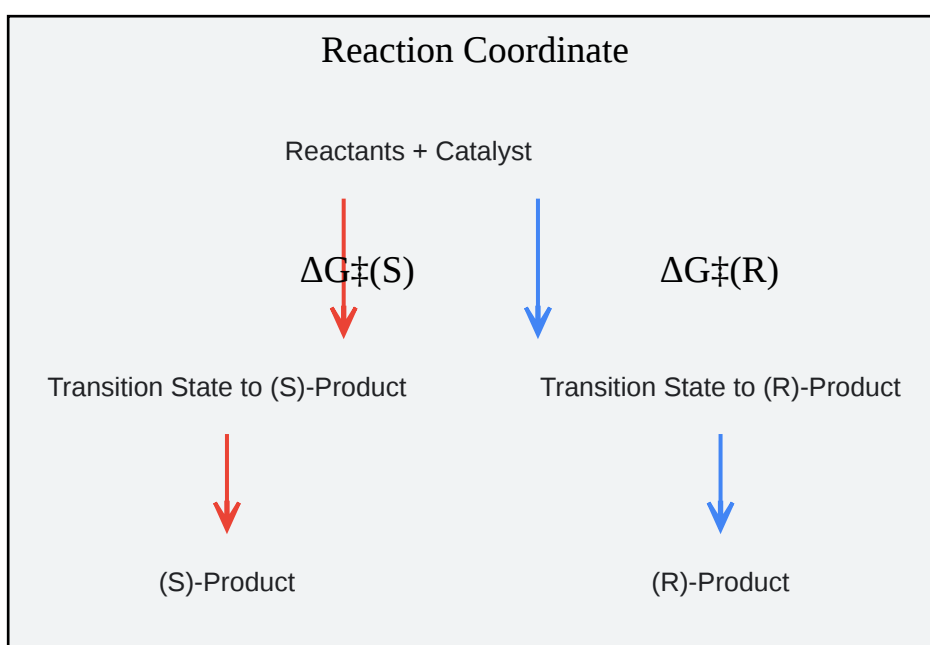 Reaction Coordinate
Reactants + Catalyst
ΔG‡(S)
ΔG‡(R)
Transition State to (S)-Product
Transition State to (R)-Product
(S)-Product
(R)-Product